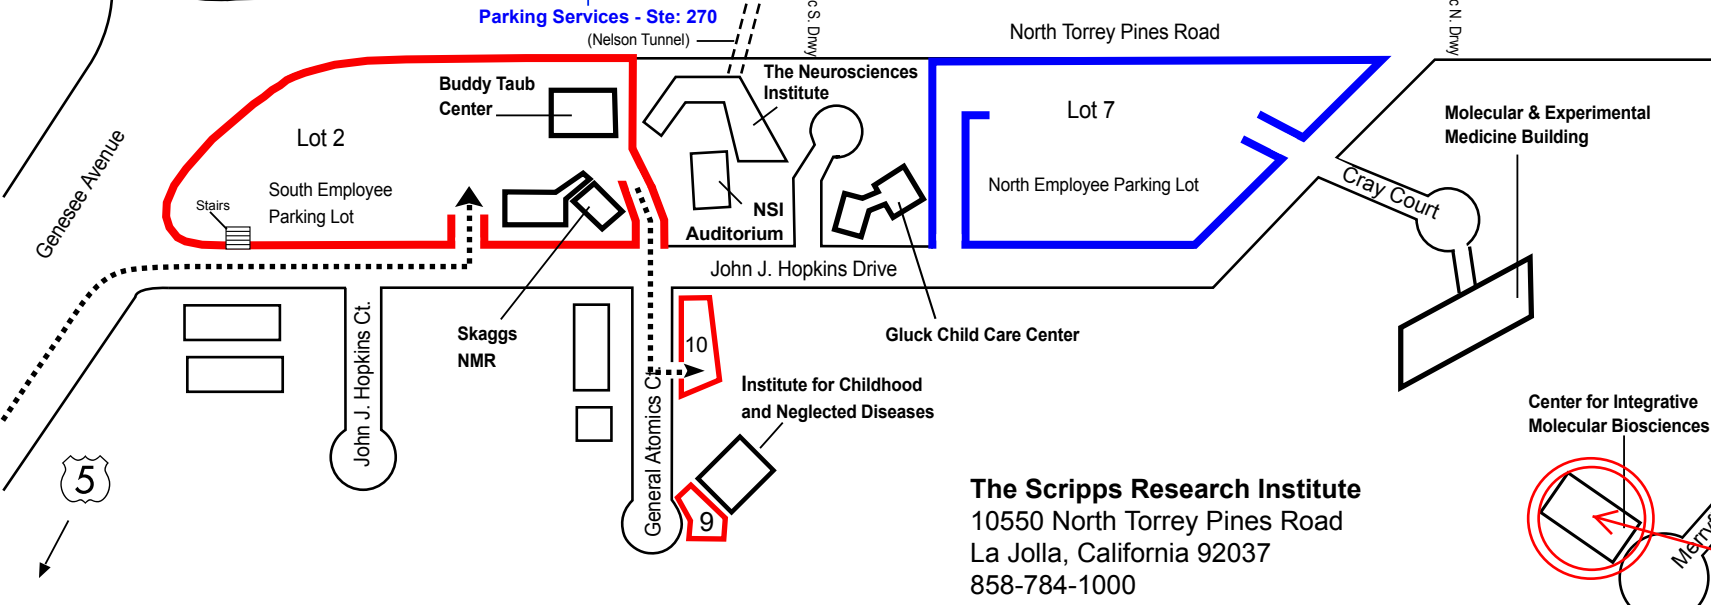 Parking Services - Ste: 270
(Nelson Tunnel)
c S. Drwy
North Torrey Pines Road
c N. Drwy
Genesee Avenue
Buddy Taub
Center
The Neurosciences
Institute
Lot 2
Lot 7
Molecular & Experimental
Medicine Building
South Employee
Parking Lot
Stairs
North Employee Parking Lot
Cray Court
NSI
Auditorium
John J. Hopkins Drive
Skaggs
NMR
Gluck Child Care Center
10
John J. Hopkins Ct.
General Atomics Ct.
Institute for Childhood
and Neglected Diseases
9
5
Center for Integrative
Molecular Biosciences
The Scripps Research Institute
10550 North Torrey Pines Road
La Jolla, California 92037
858-784-1000